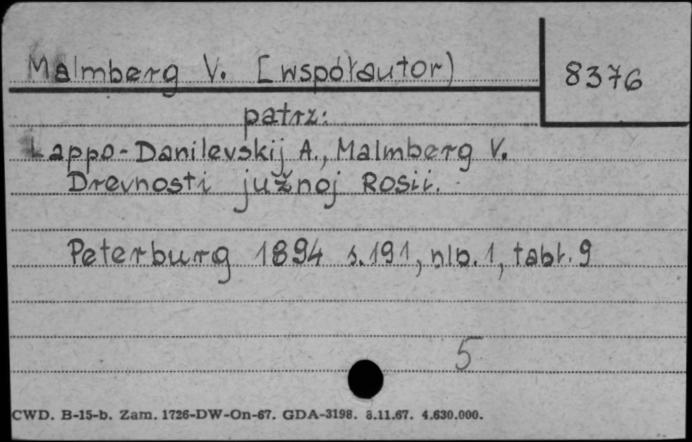 Malmberg V. [współautor)
8376
patrz:
Lappo-Danilevskij A., Malmberg V.
Drevnosti južnoj Rosii.
Peterburg 1894 s.191, nlb.1, tabl.9
5
CWD. B-15-b. Zam. 1726-DW-On-67. GDA-3198. 8.11.67. 4.630.000.